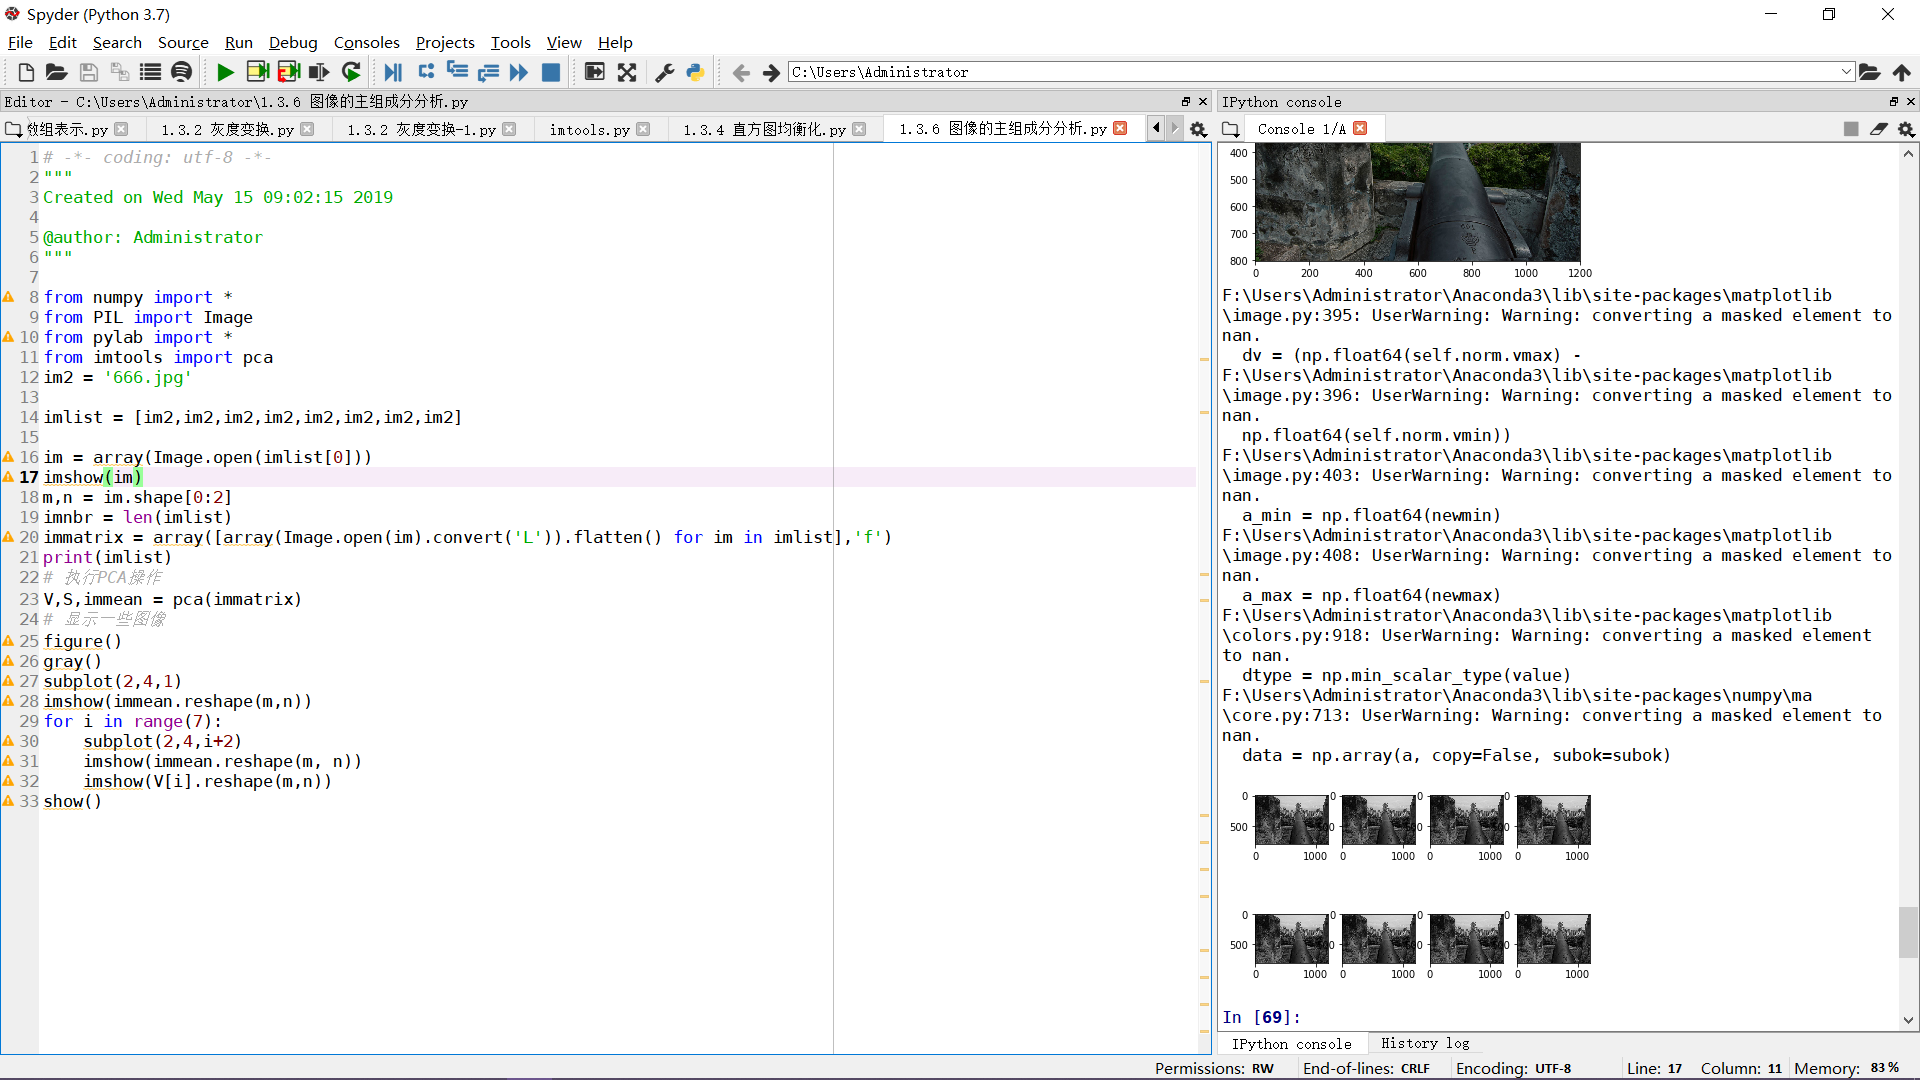 Spyder (Python 3.7)
File Edit Search Source Run Debug Consoles Projects Tools View Help
C:\Users\Administrator
Editor - C:\Users\Administrator\1.3.6 图像的主组成分分析.py
数组表示.py 1.3.2 灰度变换.py 1.3.2 灰度变换-1.py imtools.py 1.3.4 直方图均衡化.py 1.3.6 图像的主组成分分析.py
1 # -*- coding: utf-8 -*-
2 """
3 Created on Wed May 15 09:02:15 2019
4
5 @author: Administrator
6 """
7
8 from numpy import *
9 from PIL import Image
10 from pylab import *
11 from imtools import pca
12 im2 = '666.jpg'
13
14 imlist = [im2,im2,im2,im2,im2,im2,im2,im2]
15
16 im = array(Image.open(imlist[0]))
17 imshow(im)
18 m,n = im.shape[0:2]
19 imnbr = len(imlist)
20 immatrix = array([array(Image.open(im).convert('L')).flatten() for im in imlist],'f')
21 print(imlist)
22 # 执行PCA操作
23 V,S,immean = pca(immatrix)
24 # 显示一些图像
25 figure()
26 gray()
27 subplot(2,4,1)
28 imshow(immean.reshape(m,n))
29 for i in range(7):
30     subplot(2,4,i+2)
31     imshow(immean.reshape(m, n))
32     imshow(V[i].reshape(m,n))
33 show()
IPython console
Console 1/A
400
500
600
700
800
0 200 400 600 800 1000 1200
F:\Users\Administrator\Anaconda3\lib\site-packages\matplotlib
\image.py:395: UserWarning: Warning: converting a masked element to
nan.
  dv = (np.float64(self.norm.vmax) -
F:\Users\Administrator\Anaconda3\lib\site-packages\matplotlib
\image.py:396: UserWarning: Warning: converting a masked element to
nan.
  np.float64(self.norm.vmin))
F:\Users\Administrator\Anaconda3\lib\site-packages\matplotlib
\image.py:403: UserWarning: Warning: converting a masked element to
nan.
  a_min = np.float64(newmin)
F:\Users\Administrator\Anaconda3\lib\site-packages\matplotlib
\image.py:408: UserWarning: Warning: converting a masked element to
nan.
  a_max = np.float64(newmax)
F:\Users\Administrator\Anaconda3\lib\site-packages\matplotlib
\colors.py:918: UserWarning: Warning: converting a masked element
to nan.
  dtype = np.min_scalar_type(value)
F:\Users\Administrator\Anaconda3\lib\site-packages\numpy\ma
\core.py:713: UserWarning: Warning: converting a masked element to
nan.
  data = np.array(a, copy=False, subok=subok)
0 0 0 0
500 500 500 500
0 1000 0 1000 0 1000 0 1000
0 0 0 0
500 500 500 500
0 1000 0 1000 0 1000 0 1000
In [69]:
IPython console History log
Permissions: RW End-of-lines: CRLF Encoding: UTF-8 Line: 17 Column: 11 Memory: 83 %